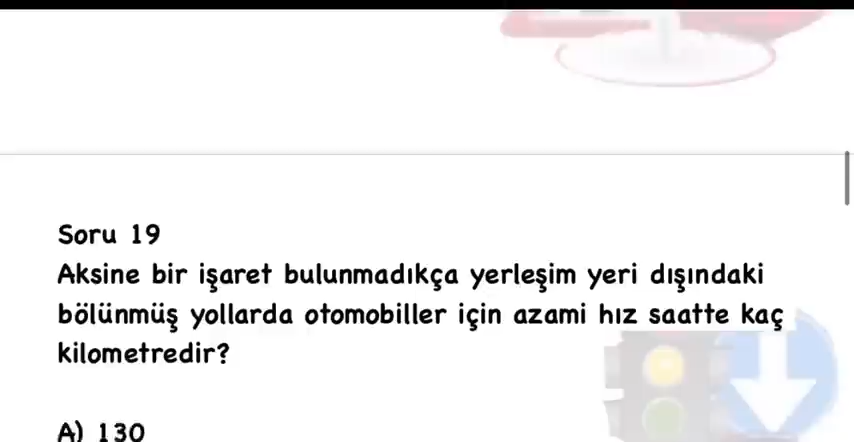 Soru 19
Aksine bir işaret bulunmadıkça yerleşim yeri dışındaki
bölünmüş yollarda otomobiller için azami hız saatte kaç
kilometredir?
A) 130